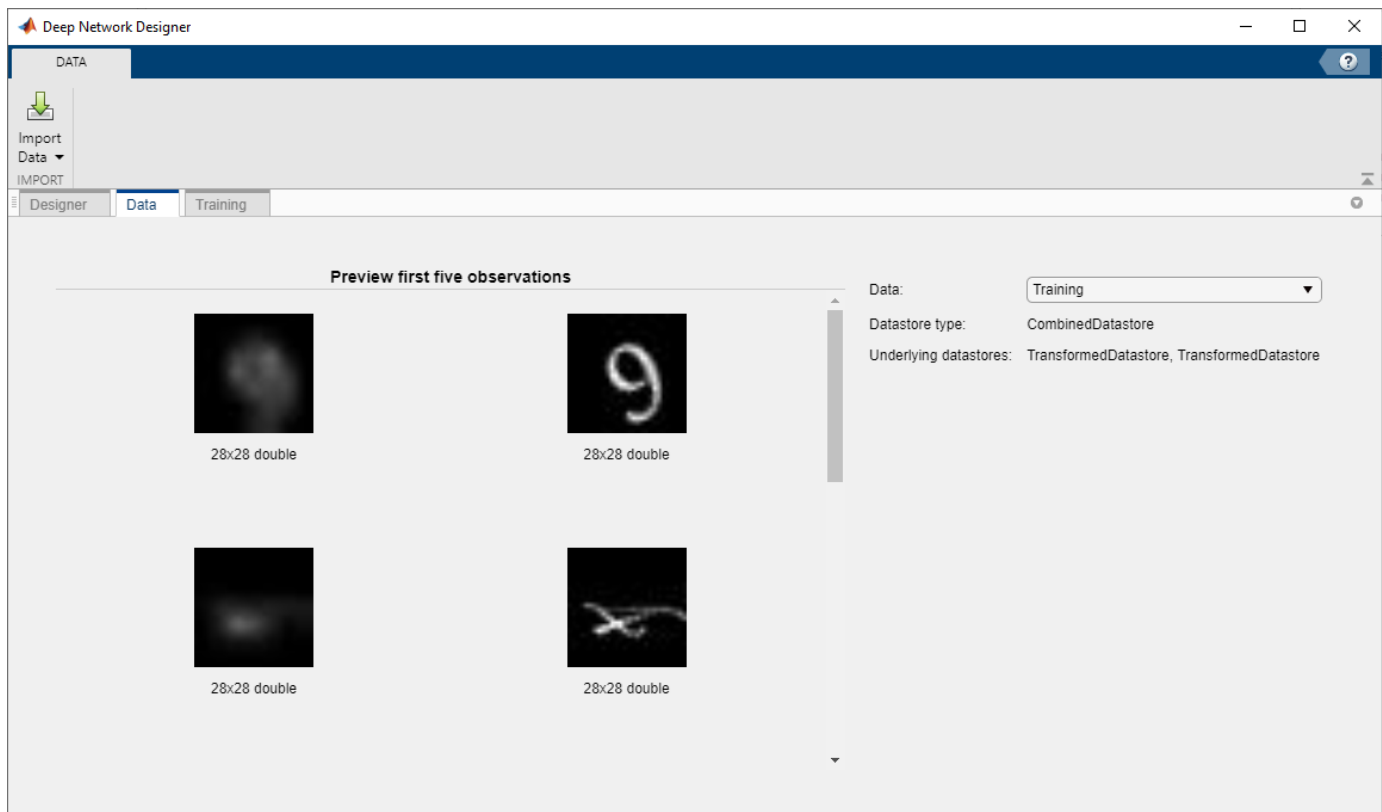 Deep Network Designer
DATA
?
Import
Data
IMPORT
Designer Data Training
Preview first five observations
Data: Training
Datastore type: CombinedDatastore
Underlying datastores: TransformedDatastore, TransformedDatastore
9
28x28 double 28x28 double
28x28 double 28x28 double